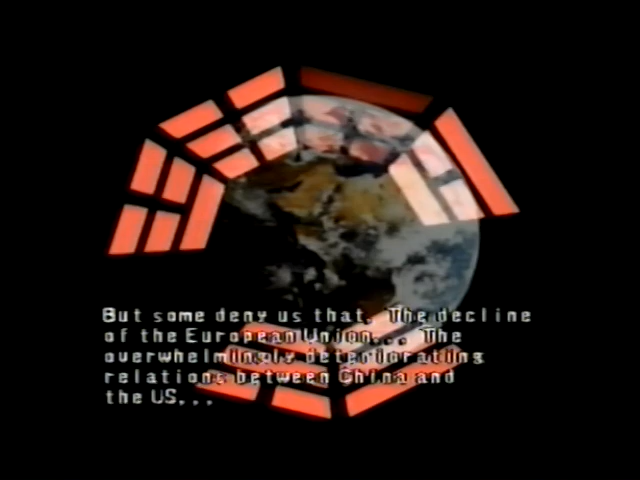 But some deny us that. The decline
of the European Union... The
overwhelmingly deteriorating
relations between China and
the US...